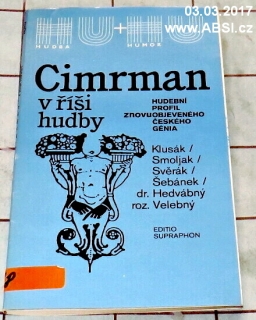 03.03.2017
www.ABSI.cz
HU+HU
HUDBA HUMOR
Cimrman
v říši
hudby
HUDEBNÍ
PROFIL
ZNOVUOBJEVENÉHO
ČESKÉHO
GÉNIA
Klusák /
Smoljak /
Svěrák /
Šebánek /
dr. Hedvábný
roz. Velebný
EDITIO
SUPRAPHON